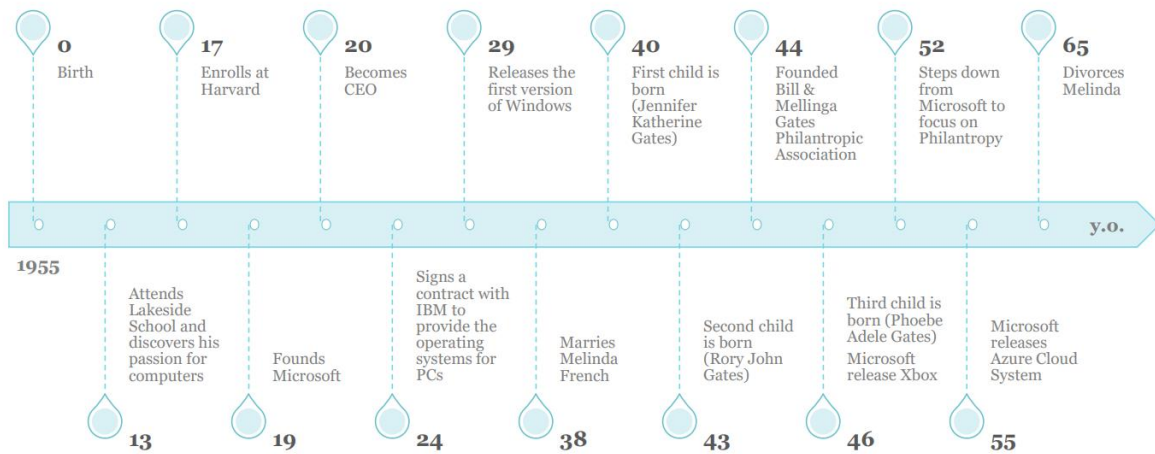 0
Birth
17
Enrolls at
Harvard
20
Becomes
CEO
29
Releases the
first version
of Windows
40
First child is
born
(Jennifer
Katherine
Gates)
44
Founded
Bill &
Mellinga
Gates
Philantropic
Association
52
Steps down
from
Microsoft to
focus on
Philantropy
65
Divorces
Melinda
y.o.
1955
Attends
Lakeside
School and
discovers his
passion for
computers
13
Founds
Microsoft
19
Signs a
contract with
IBM to
provide the
operating
systems for
PCs
24
Marries
Melinda
French
38
Second child
is born
(Rory John
Gates)
43
Third child is
born (Phoebe
Adele Gates)
Microsoft
release Xbox
46
Microsoft
releases
Azure Cloud
System
55